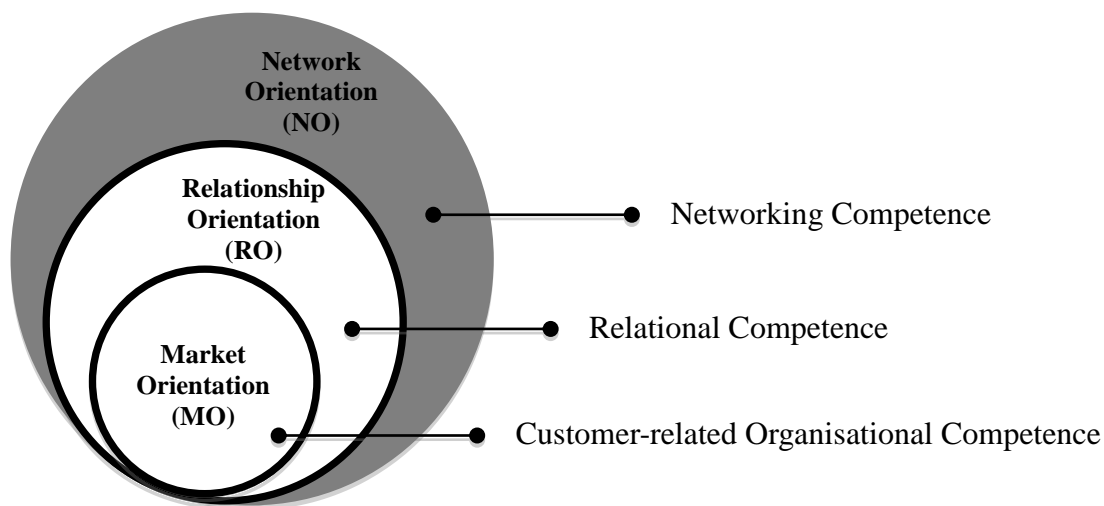 Network
Orientation
(NO)
Relationship
Orientation
(RO)
Networking Competence
Relational Competence
Market
Orientation
(MO)
Customer-related Organisational Competence